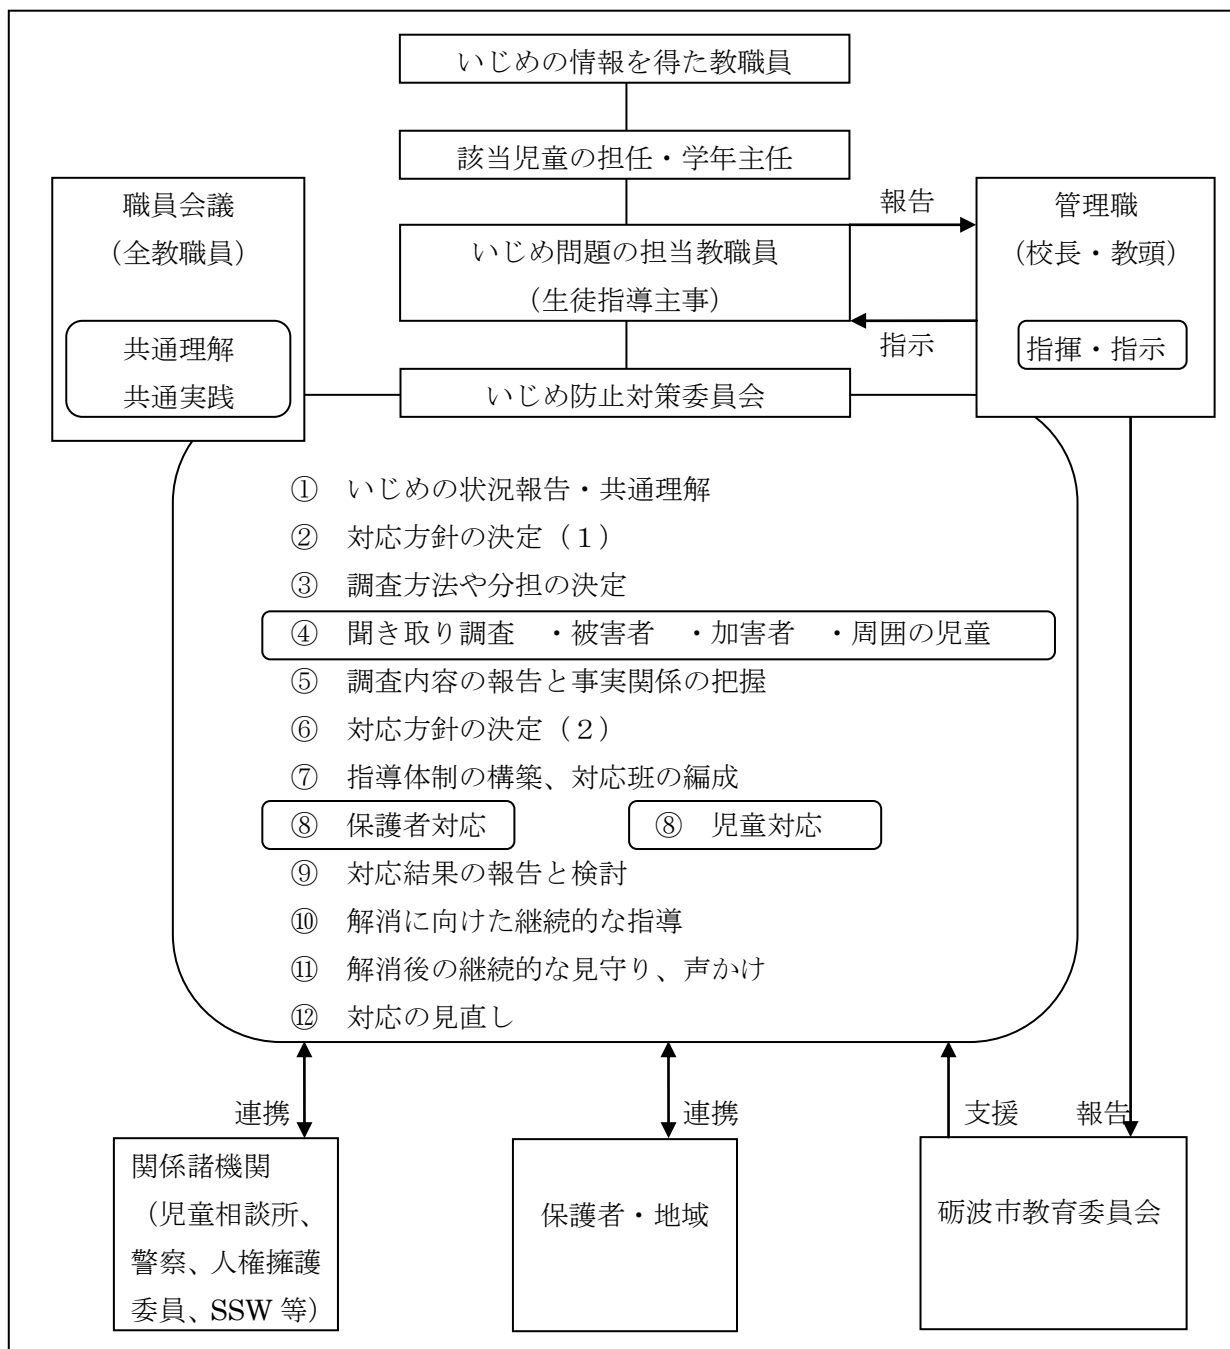 いじめの情報を得た教職員
該当児童の担任・学年主任
職員会議
（全教職員）
共通理解
共通実践
いじめ問題の担当教職員
（生徒指導主事）
報告
指示
管理職
（校長・教頭）
指揮・指示
いじめ防止対策委員会
① いじめの状況報告・共通理解
② 対応方針の決定（１）
③ 調査方法や分担の決定
④ 聞き取り調査 ・被害者 ・加害者 ・周囲の児童
⑤ 調査内容の報告と事実関係の把握
⑥ 対応方針の決定（２）
⑦ 指導体制の構築、対応班の編成
⑧ 保護者対応
⑧ 児童対応
⑨ 対応結果の報告と検討
⑩ 解消に向けた継続的な指導
⑪ 解消後の継続的な見守り、声かけ
⑫ 対応の見直し
連携
連携
支援
報告
関係諸機関
（児童相談所、
警察、人権擁護
委員、SSW 等）
保護者・地域
砺波市教育委員会